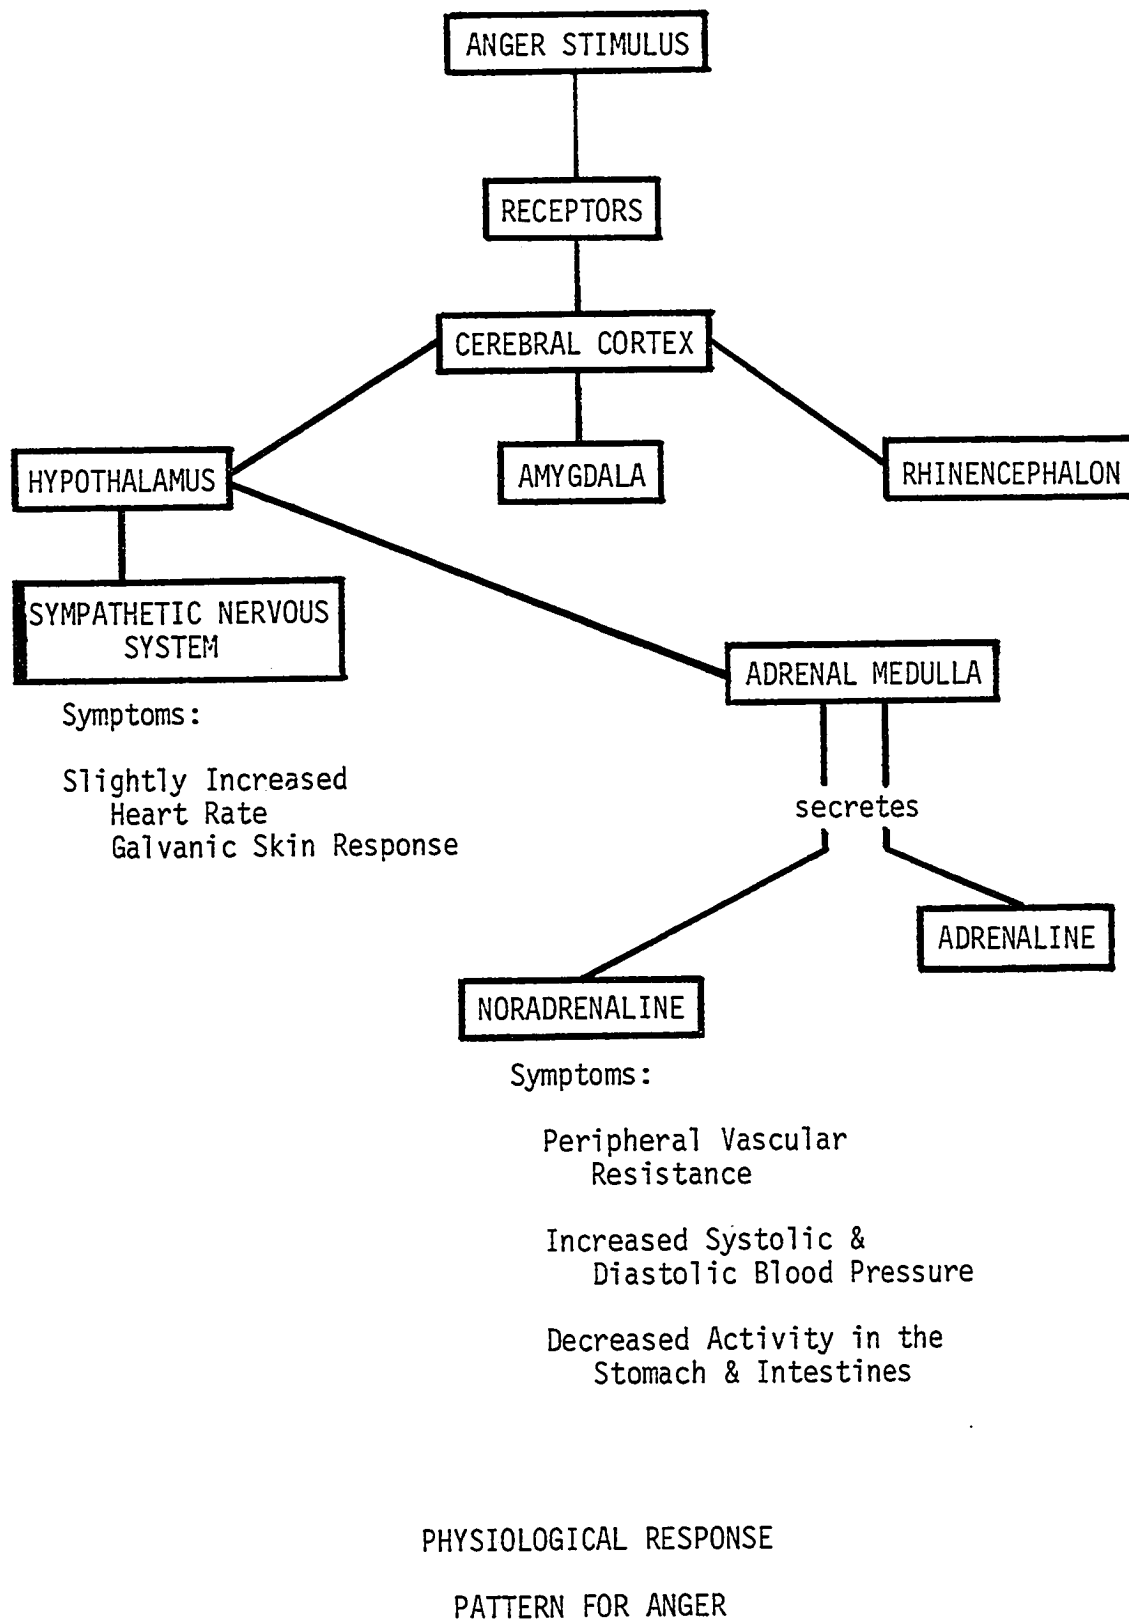 ANGER STIMULUS
RECEPTORS
CEREBRAL CORTEX
HYPOTHALAMUS
AMYGDALA
RHINENCEPHALON
SYMPATHETIC NERVOUS
SYSTEM
Symptoms:
Slightly Increased
Heart Rate
Galvanic Skin Response
ADRENAL MEDULLA
secretes
ADRENALINE
NORADRENALINE
Symptoms:
Peripheral Vascular
Resistance
Increased Systolic &
Diastolic Blood Pressure
Decreased Activity in the
Stomach & Intestines
PHYSIOLOGICAL RESPONSE
PATTERN FOR ANGER